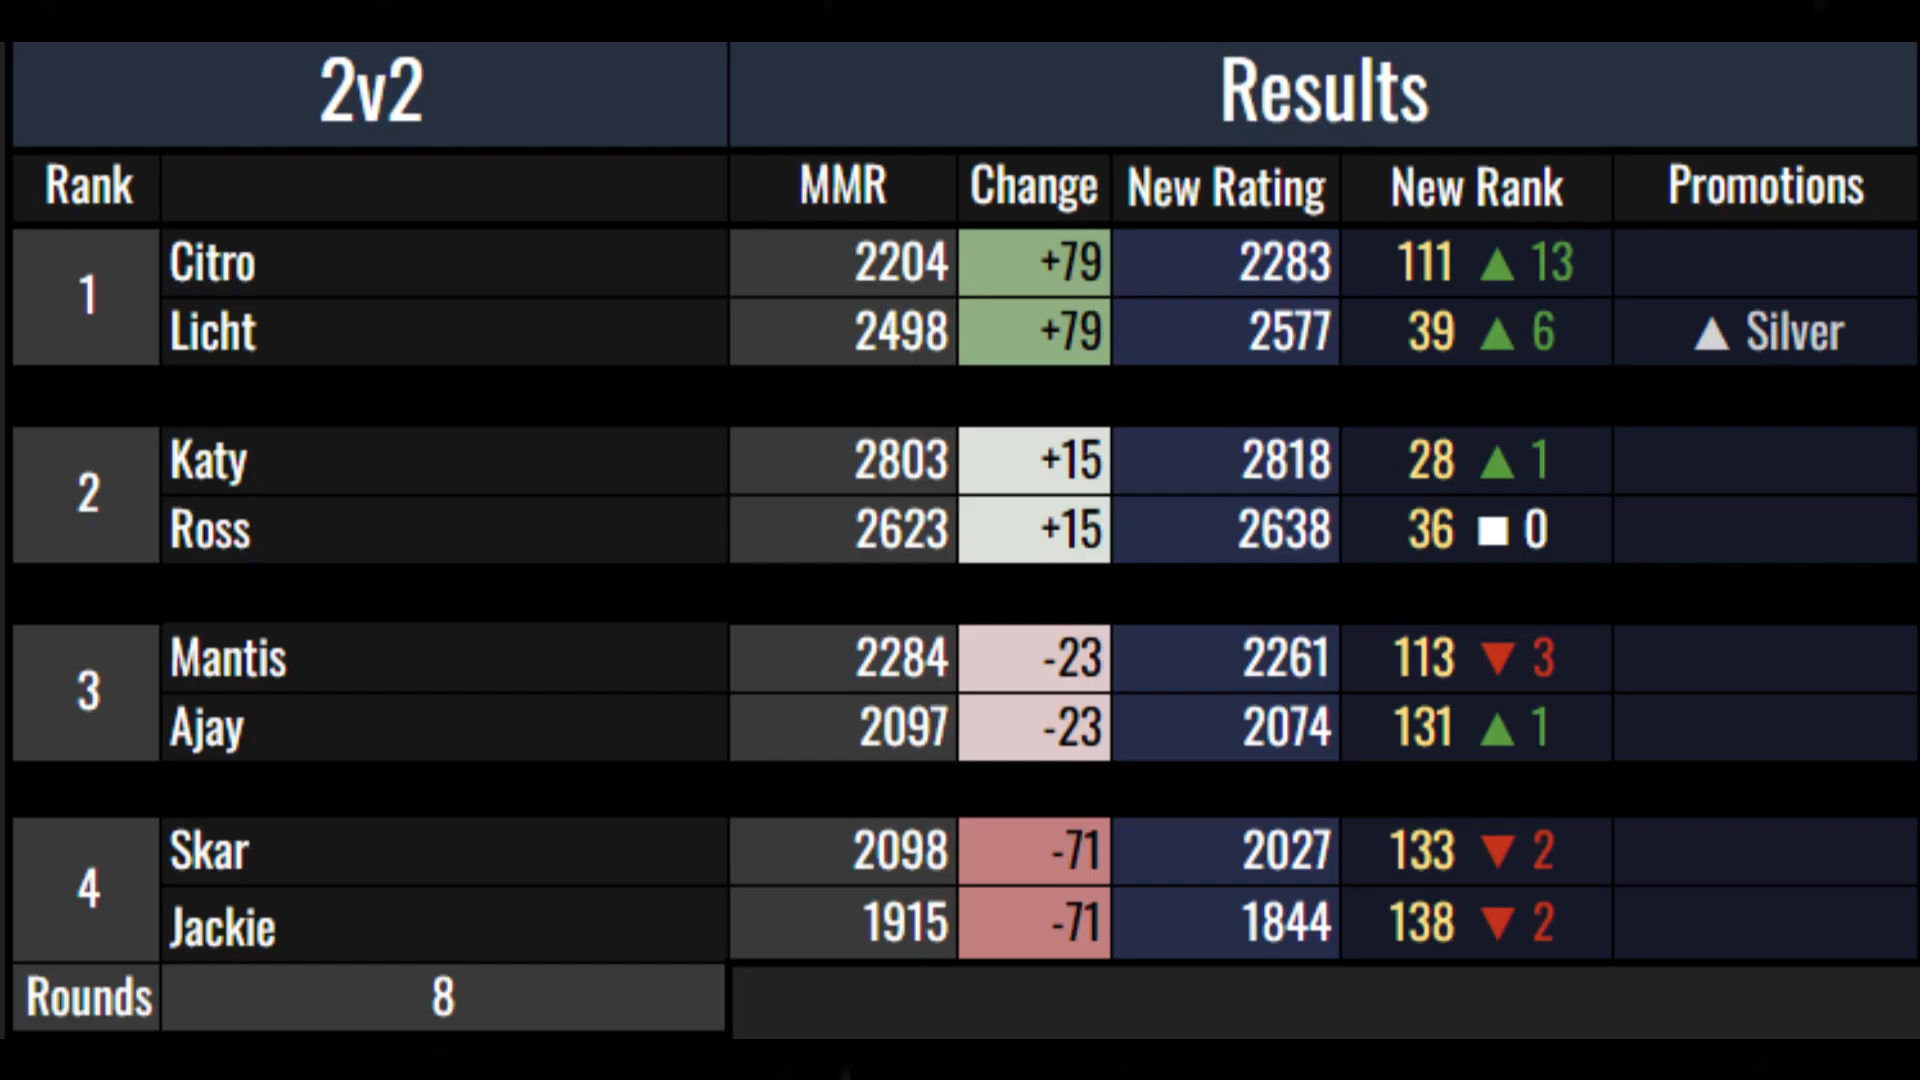 2v2 Results
Rank MMR Change New Rating New Rank Promotions
1
Citro 2204 +79 2283 111 ▲ 13
Licht 2498 +79 2577 39 ▲ 6 ▲ Silver
2
Katy 2803 +15 2818 28 ▲ 1
Ross 2623 +15 2638 36 ■ 0
3
Mantis 2284 -23 2261 113 ▼ 3
Ajay 2097 -23 2074 131 ▲ 1
4
Skar 2098 -71 2027 133 ▼ 2
Jackie 1915 -71 1844 138 ▼ 2
Rounds 8